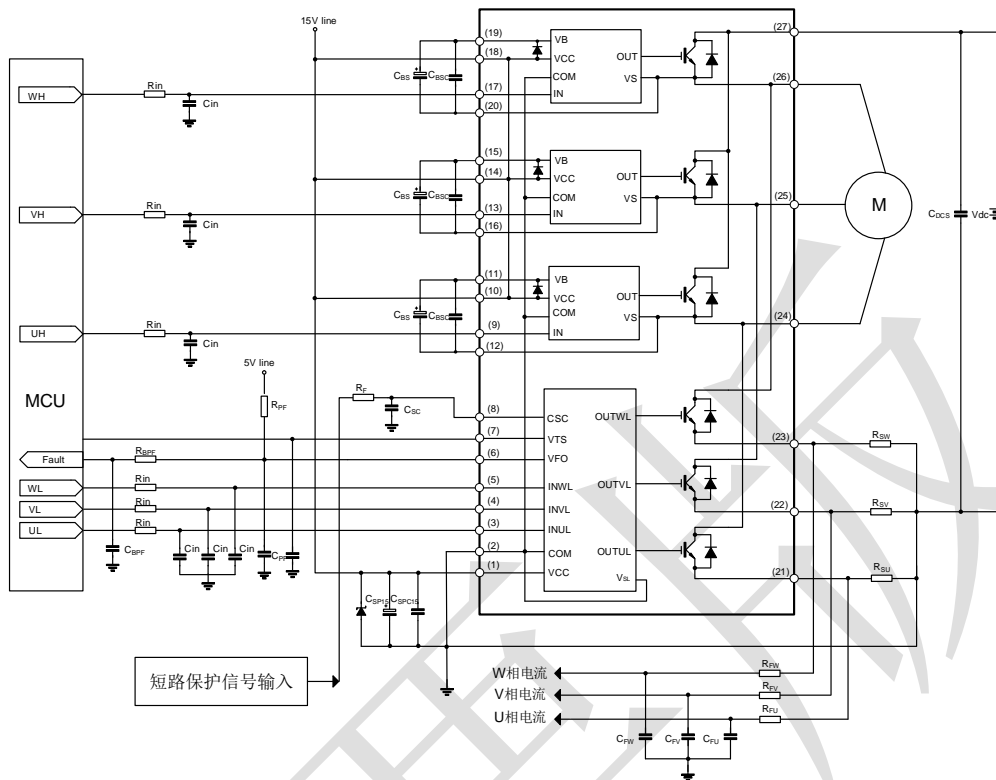 15V line
(19)
VB
(27)
(18)
VCC
OUT
CBS
CBSC
COM
VS
(26)
WH
Rin
(17)
IN
Cin
(20)
(15)
VB
(14)
VCC
OUT
CBS
CBSC
COM
VS
(25)
M
CDCS
Vdc
VH
Rin
(13)
IN
Cin
(16)
(11)
VB
(10)
VCC
OUT
CBS
CBSC
COM
VS
(24)
UH
Rin
(9)
IN
Cin
(12)
5V line
MCU
RPF
RF
CSC
(8)
CSC
OUTWL
(7)
VTS
(23)
RSW
Fault
RBPF
(6)
VFO
WL
Rin
(5)
INWL
VL
Rin
(4)
INVL
OUTVL
(22)
RSV
UL
Rin
(3)
INUL
CBPF
Cin
Cin
Cin
CPF
(2)
COM
OUTUL
(1)
VCC
VSL
(21)
RSU
CSP15
CSPC15
短路保护信号输入
W相电流
RFW
V相电流
RFV
U相电流
RFU
CFW
CFV
CFU